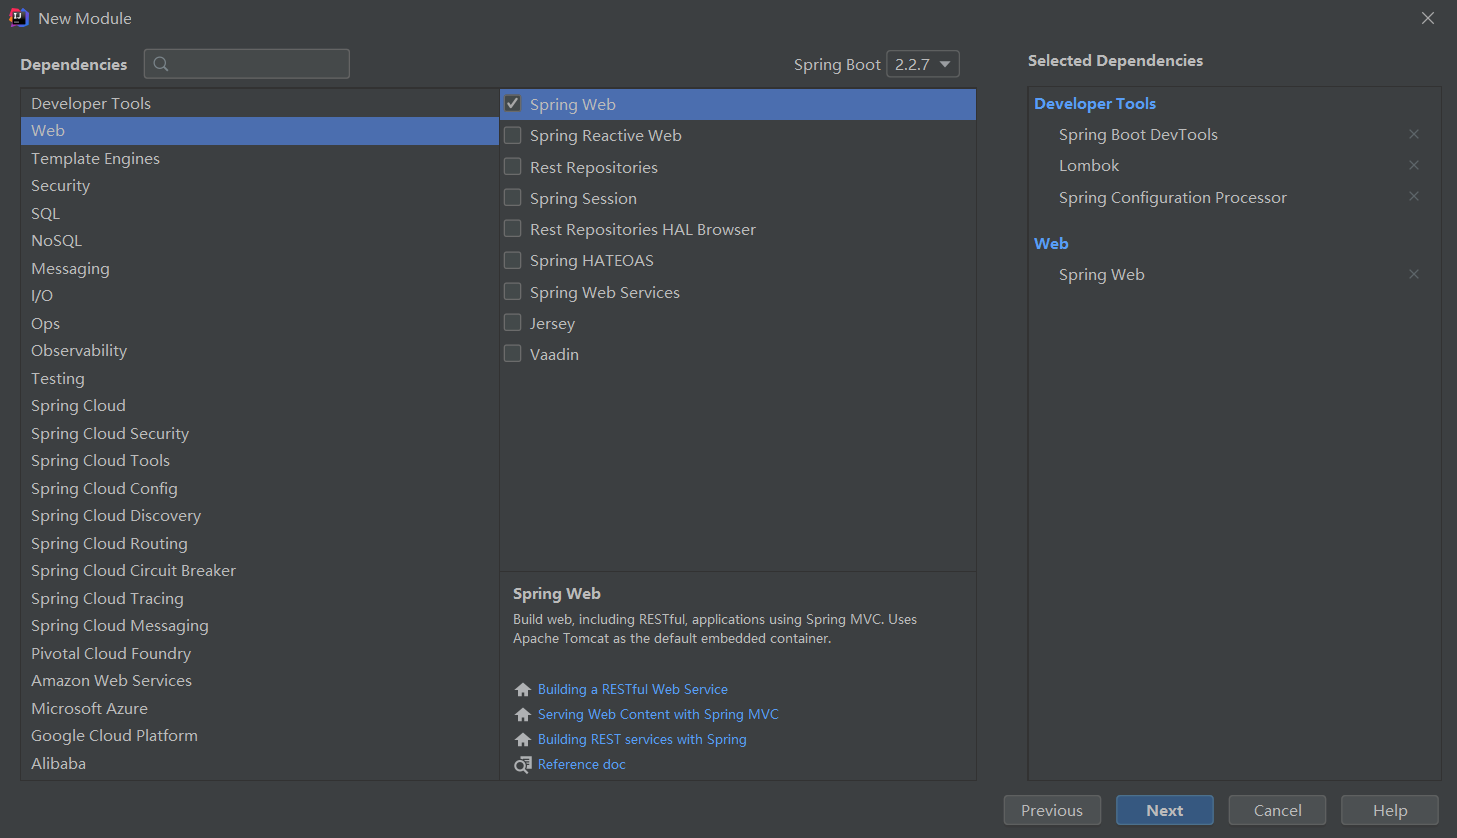 New Module
Dependencies
Spring Boot 2.2.7
Selected Dependencies
Developer Tools
Web
Template Engines
Security
SQL
NoSQL
Messaging
I/O
Ops
Observability
Testing
Spring Cloud
Spring Cloud Security
Spring Cloud Tools
Spring Cloud Config
Spring Cloud Discovery
Spring Cloud Routing
Spring Cloud Circuit Breaker
Spring Cloud Tracing
Spring Cloud Messaging
Pivotal Cloud Foundry
Amazon Web Services
Microsoft Azure
Google Cloud Platform
Alibaba
Spring Web
Spring Reactive Web
Rest Repositories
Spring Session
Rest Repositories HAL Browser
Spring HATEOAS
Spring Web Services
Jersey
Vaadin
Spring Web
Build web, including RESTful, applications using Spring MVC. Uses
Apache Tomcat as the default embedded container.
Building a RESTful Web Service
Serving Web Content with Spring MVC
Building REST services with Spring
Reference doc
Developer Tools
Spring Boot DevTools
Lombok
Spring Configuration Processor
Web
Spring Web
Previous
Next
Cancel
Help